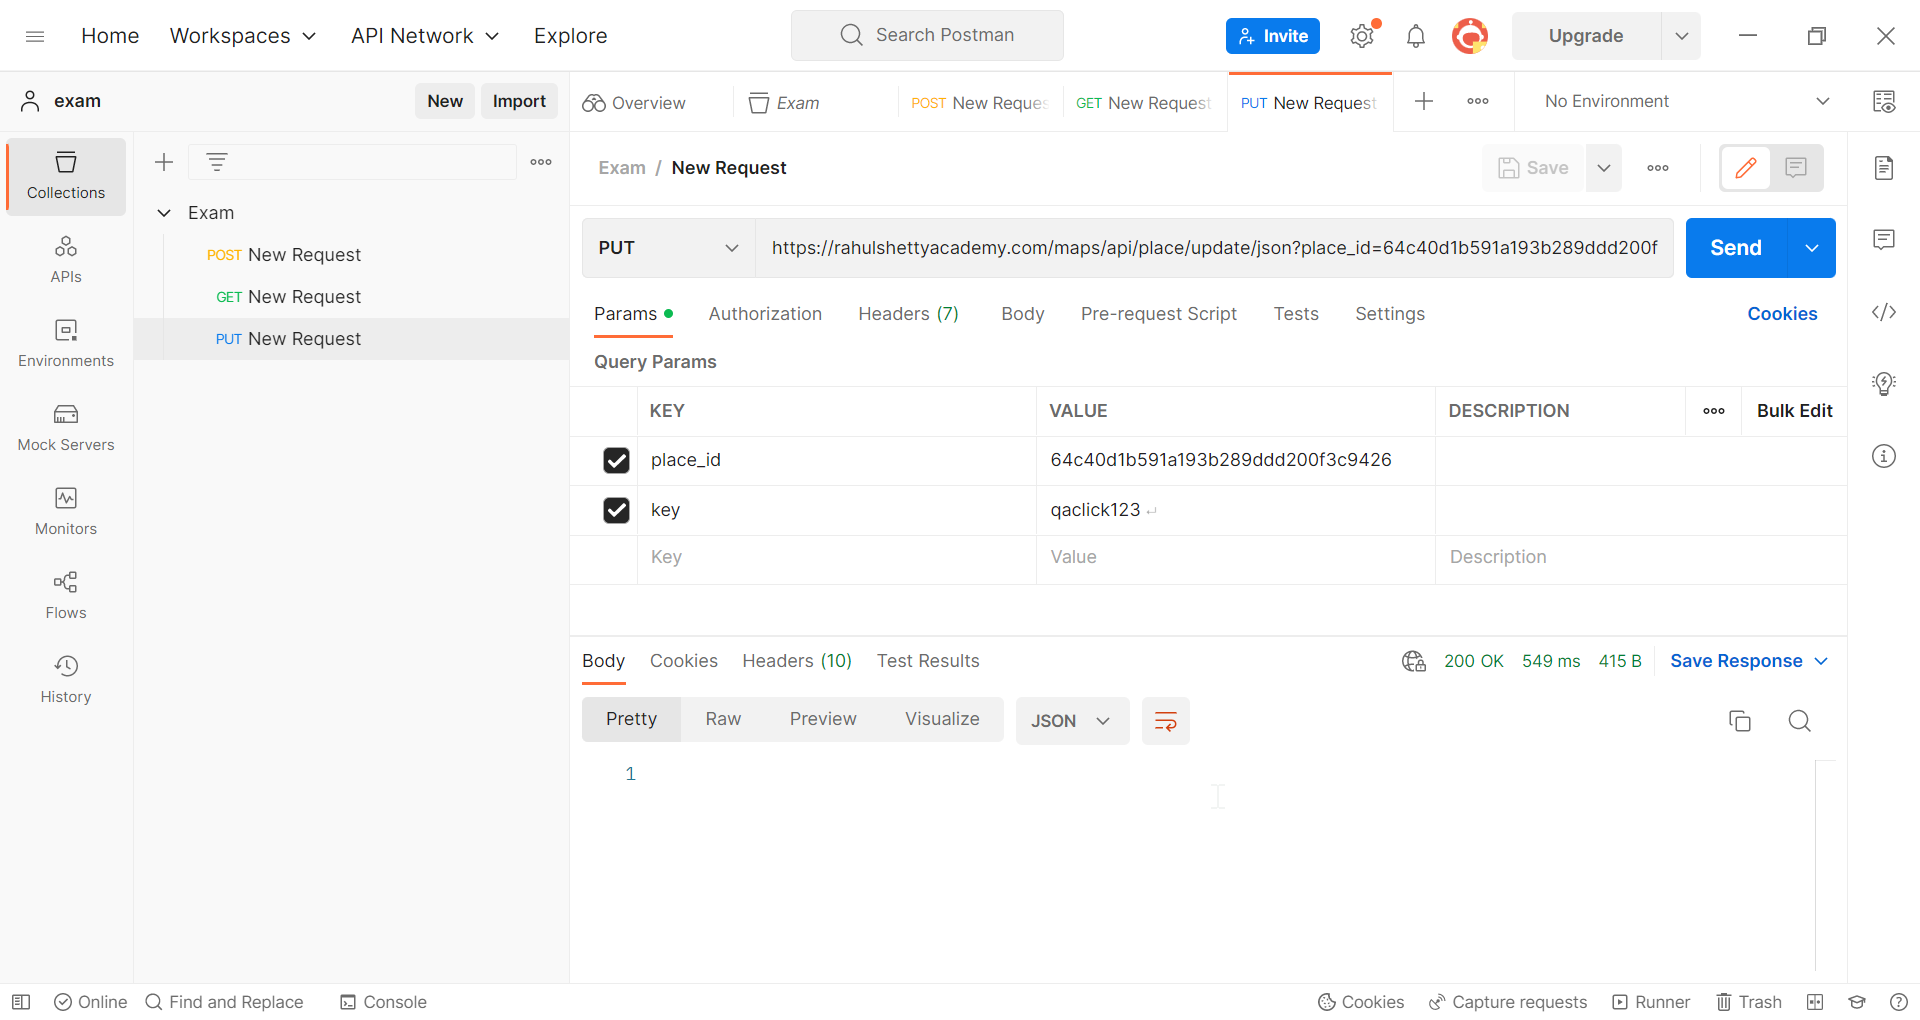 Home Workspaces API Network Explore Search Postman Invite Upgrade
exam New Import Overview Exam POST New Reques GET New Request PUT New Request No Environment
Collections
APIs
Environments
Mock Servers
Monitors
Flows
History
Exam
POST New Request
GET New Request
PUT New Request
Exam / New Request Save
PUT https://rahulshettyacademy.com/maps/api/place/update/json?place_id=64c40d1b591a193b289ddd200f Send
Params Authorization Headers (7) Body Pre-request Script Tests Settings Cookies
Query Params
KEY VALUE DESCRIPTION Bulk Edit
place_id 64c40d1b591a193b289ddd200f3c9426
key qaclick123 ↵
Key Value Description
Body Cookies Headers (10) Test Results 200 OK 549 ms 415 B Save Response
Pretty Raw Preview Visualize JSON
1
Online Find and Replace Console Cookies Capture requests Runner Trash